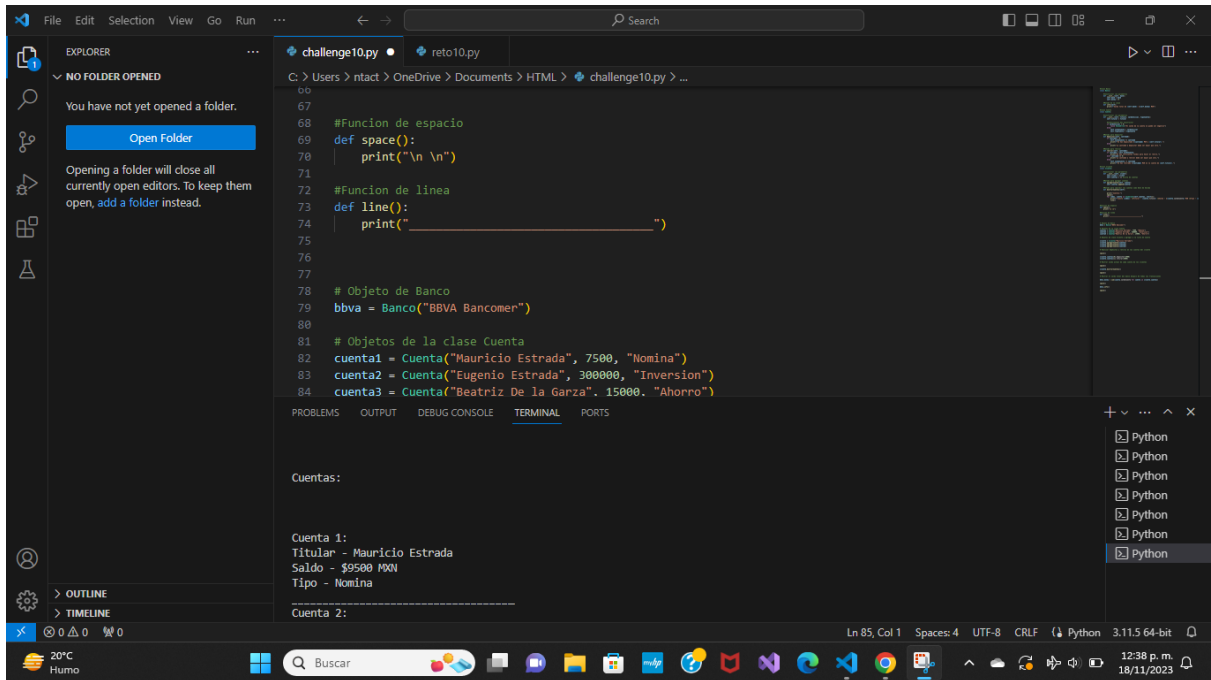 File Edit Selection View Go Run ... Search
EXPLORER ...
NO FOLDER OPENED
You have not yet opened a folder.
Open Folder
Opening a folder will close all
currently open editors. To keep them
open, add a folder instead.
OUTLINE
TIMELINE
challenge10.py reto10.py
C: > Users > ntact > OneDrive > Documents > HTML > challenge10.py > ...
66
67
68 #Funcion de espacio
69 def space():
70 print("\n \n")
71
72 #Funcion de linea
73 def line():
74 print("___________________________________")
75
76
77
78 # Objeto de Banco
79 bbva = Banco("BBVA Bancomer")
80
81 # Objetos de la clase Cuenta
82 cuenta1 = Cuenta("Mauricio Estrada", 7500, "Nomina")
83 cuenta2 = Cuenta("Eugenio Estrada", 300000, "Inversion")
84 cuenta3 = Cuenta("Beatriz De la Garza", 15000, "Ahorro")
PROBLEMS OUTPUT DEBUG CONSOLE TERMINAL PORTS
Cuentas:
Cuenta 1:
Titular - Mauricio Estrada
Saldo - $9500 MXN
Tipo - Nomina
___________________________________
Cuenta 2:
Python
Python
Python
Python
Python
Python
Python
1
0 0 0 Ln 85, Col 1 Spaces: 4 UTF-8 CRLF Python 3.11.5 64-bit
20°C
Humo
Buscar
myhp
12:38 p. m.
18/11/2023